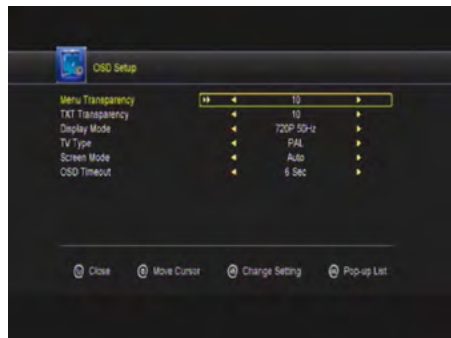 OSD Setup
Menu Transparency 10
TXT Transparency 10
Display Mode 720P 50Hz
TV Type PAL
Screen Mode Auto
OSD Timeout 6 Sec
Close Move Cursor Change Setting Pop-up List